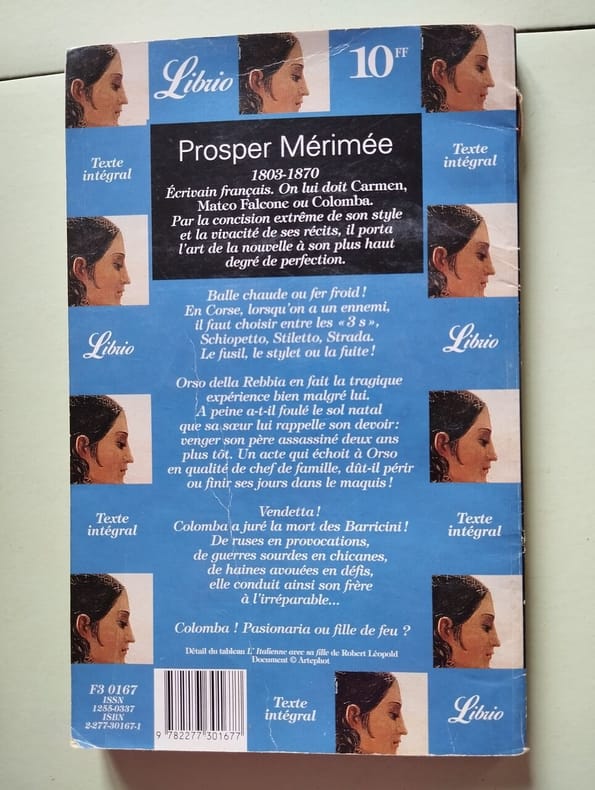 Librio
10 FF
Texte
intégral
Prosper Mérimée
1803-1870
Écrivain français. On lui doit Carmen,
Mateo Falcone ou Colomba.
Par la concision extrême de son style
et la vivacité de ses récits, il porta
l'art de la nouvelle à son plus haut
degré de perfection.
Texte
intégral
Balle chaude ou fer froid !
En Corse, lorsqu'on a un ennemi,
il faut choisir entre les « 3 s »,
Schiopetto, Stiletto, Strada.
Le fusil, le stylet ou la fuite !
Librio
Librio
Orso della Rebbia en fait la tragique
expérience bien malgré lui.
A peine a-t-il foulé le sol natal
que sa sœur lui rappelle son devoir :
venger son père assassiné deux ans
plus tôt. Un acte qui échoit à Orso
en qualité de chef de famille, dût-il périr
ou finir ses jours dans le maquis !
Texte
intégral
Texte
intégral
Vendetta !
Colomba a juré la mort des Barricini !
De ruses en provocations,
de guerres sourdes en chicanes,
de haines avouées en défis,
elle conduit ainsi son frère
à l'irréparable...
Colomba ! Pasionaria ou fille de feu ?
Détail du tableau L' Italienne avec sa fille de Robert Léopold
Document © Artephot
F3 0167
ISSN
1255-0337
ISBN
2-277-30167-1
9 782277 301677
Texte
intégral
Librio